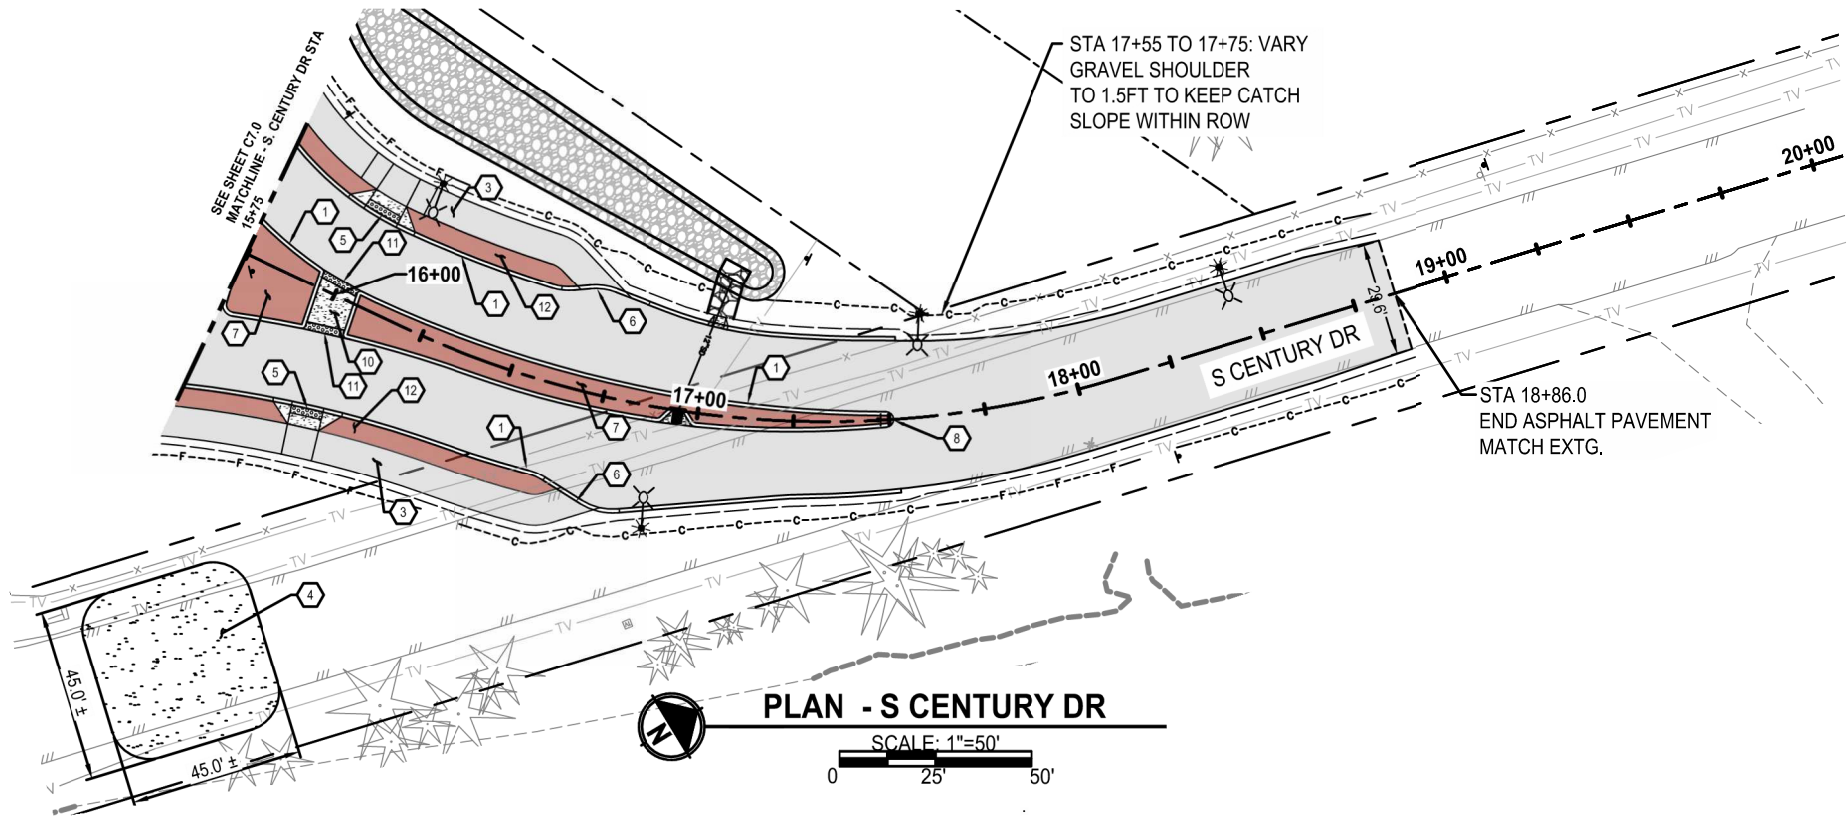 STA 17+55 TO 17+75: VARY
GRAVEL SHOULDER
TO 1.5FT TO KEEP CATCH
SLOPE WITHIN ROW
SEE SHEET C7.0
MATCHLINE - S. CENTURY DR STA
15+75
16+00
17+00
18+00
19+00
20+00
S CENTURY DR
29.6'
STA 18+86.0
END ASPHALT PAVEMENT
MATCH EXTG.
1
3
5
11
1
12
6
7
10
11
5
12
1
7
1
6
8
3
4
45.0' ±
45.0' ±
F
C
TV
N
PLAN - S CENTURY DR
SCALE: 1"=50'
0 25' 50'